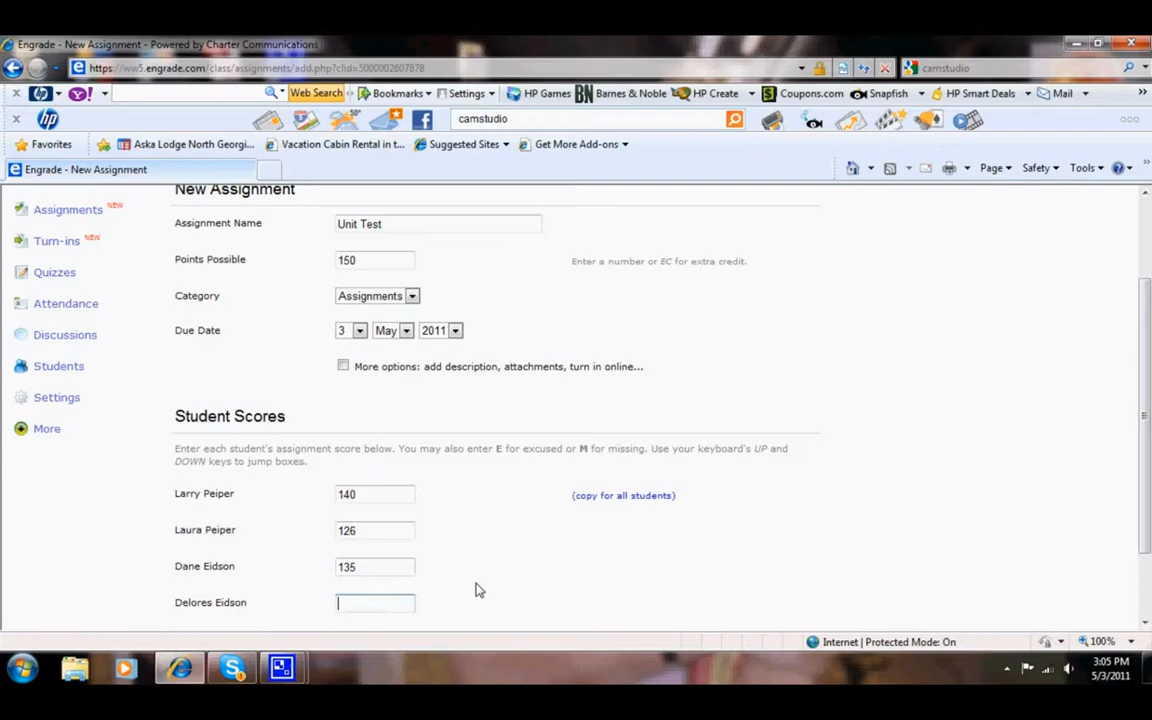 Engrade - New Assignment - Powered by Charter Communications
https://ww5.engrade.com/class/assignments/add.php?clid=5000002607878
camstudio
Web Search Bookmarks Settings HP Games BN Barnes & Noble HP Create Coupons.com Snapfish HP Smart Deals Mail
hp camstudio
Favorites Aska Lodge North Georgi... Vacation Cabin Rental in t... Suggested Sites Get More Add-ons
Engrade - New Assignment Page Safety Tools
New Assignment
Assignments NEW
Assignment Name Unit Test
Turn-ins NEW
Points Possible 150 Enter a number or EC for extra credit.
Quizzes
Category Assignments
Attendance
Due Date 3 May 2011
Discussions
Students
More options: add description, attachments, turn in online...
Settings
Student Scores
More
Enter each student's assignment score below. You may also enter E for excused or M for missing. Use your keyboard's UP and
DOWN keys to jump boxes.
Larry Peiper 140 (copy for all students)
Laura Peiper 126
Dane Eidson 135
Delores Eidson
Internet | Protected Mode: On 100%
3:05 PM
5/3/2011